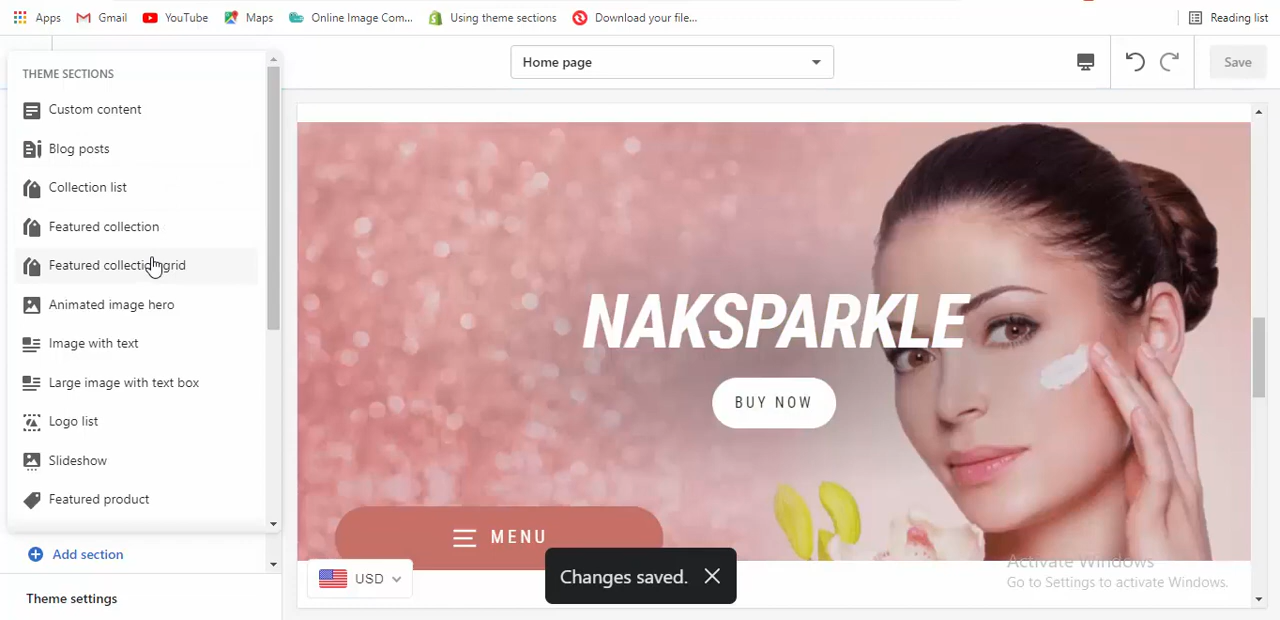 Apps
Gmail
YouTube
Maps
Online Image Com...
Using theme sections
Download your file...
Reading list
Home page
Save
THEME SECTIONS
Custom content
Blog posts
Collection list
Featured collection
Featured collection grid
Animated image hero
Image with text
Large image with text box
Logo list
Slideshow
Featured product
Add section
Theme settings
NAKSPARKLE
BUY NOW
MENU
USD
Changes saved.
Activate Windows
Go to Settings to activate Windows.